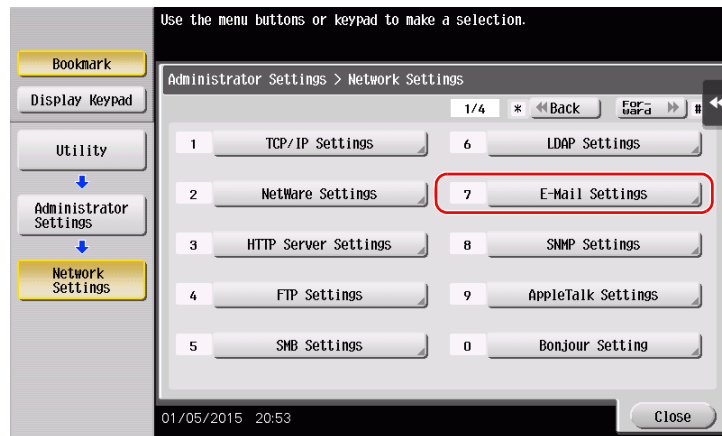 Use the menu buttons or keypad to make a selection.
Bookmark
Display Keypad
Utility
Administrator
Settings
Network
Settings
Administrator Settings > Network Settings
1/4 * Back For-
ward #
1 TCP/IP Settings
2 NetWare Settings
3 HTTP Server Settings
4 FTP Settings
5 SMB Settings
6 LDAP Settings
7 E-Mail Settings
8 SNMP Settings
9 AppleTalk Settings
0 Bonjour Setting
01/05/2015 20:53
Close